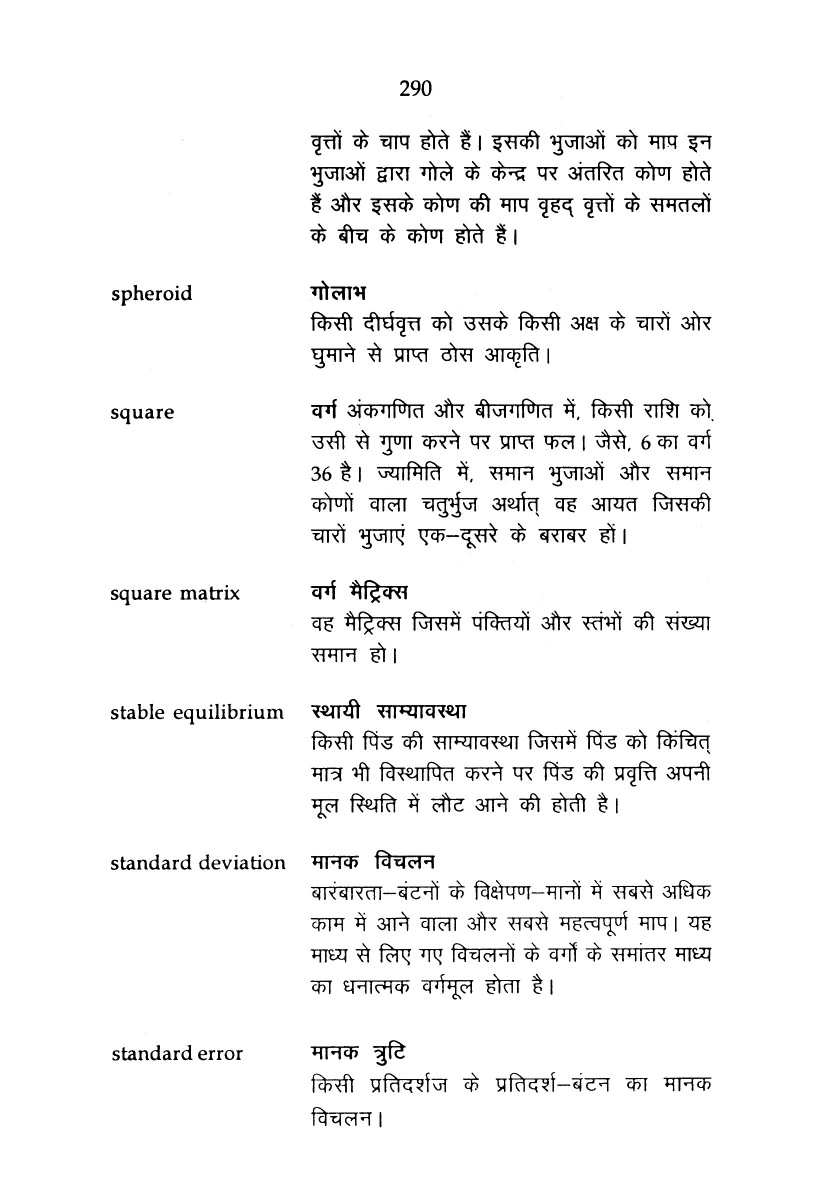 290
वृत्तों के चाप होते हैं। इसकी भुजाओं को माप इन
भुजाओं द्वारा गोले के केन्द्र पर अंतरित कोण होते
हैं और इसके कोण की माप वृहद् वृत्तों के समतलों
के बीच के कोण होते हैं।
spheroid गोलाभ
किसी दीर्घवृत्त को उसके किसी अक्ष के चारों ओर
घुमाने से प्राप्त ठोस आकृति।
square वर्ग अंकगणित और बीजगणित में, किसी राशि को
उसी से गुणा करने पर प्राप्त फल। जैसे, 6 का वर्ग
36 है। ज्यामिति में, समान भुजाओं और समान
कोणों वाला चतुर्भुज अर्थात् वह आयत जिसकी
चारों भुजाएं एक–दूसरे के बराबर हों।
square matrix वर्ग मैट्रिक्स
वह मैट्रिक्स जिसमें पंक्तियों और स्तंभों की संख्या
समान हो।
stable equilibrium स्थायी साम्यावस्था
किसी पिंड की साम्यावस्था जिसमें पिंड को किंचित्
मात्र भी विस्थापित करने पर पिंड की प्रवृत्ति अपनी
मूल स्थिति में लौट आने की होती है।
standard deviation मानक विचलन
बारंबारता–बंटनों के विक्षेपण–मानों में सबसे अधिक
काम में आने वाला और सबसे महत्वपूर्ण माप। यह
माध्य से लिए गए विचलनों के वर्गों के समांतर माध्य
का धनात्मक वर्गमूल होता है।
standard error मानक त्रुटि
किसी प्रतिदर्शज के प्रतिदर्श–बंटन का मानक
विचलन।